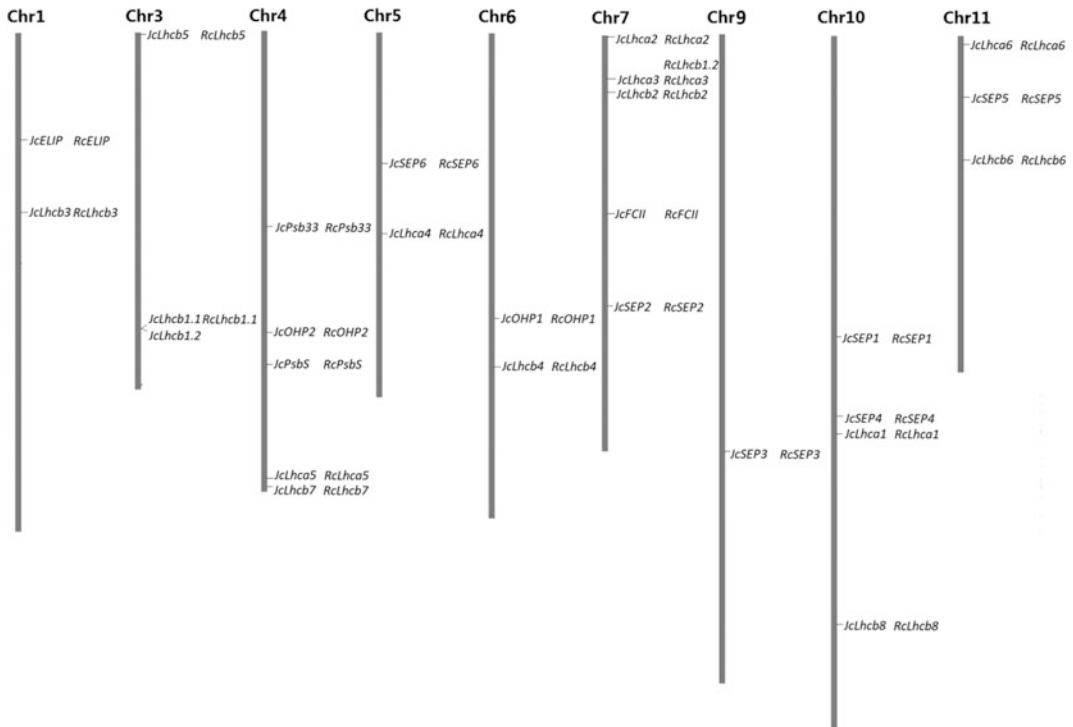 Chr1
JcELIP RcELIP
JcLhcb3 RcLhcb3
Chr3
JcLhcb5 RcLhcb5
JcLhcb1.1 RcLhcb1.1
JcLhcb1.2
Chr4
JcPsb33 RcPsb33
JcOHP2 RcOHP2
JcPsbS RcPsbS
JcLhca5 RcLhca5
JcLhcb7 RcLhcb7
Chr5
JcSEP6 RcSEP6
JcLhca4 RcLhca4
Chr6
JcOHP1 RcOHP1
JcLhcb4 RcLhcb4
Chr7
JcLhca2 RcLhca2
RcLhcb1.2
JcLhca3 RcLhca3
JcLhcb2 RcLhcb2
JcFCII RcFCII
JcSEP2 RcSEP2
Chr9
JcSEP3 RcSEP3
Chr10
JcSEP1 RcSEP1
JcSEP4 RcSEP4
JcLhca1 RcLhca1
JcLhcb8 RcLhcb8
Chr11
JcLhca6 RcLhca6
JcSEP5 RcSEP5
JcLhcb6 RcLhcb6